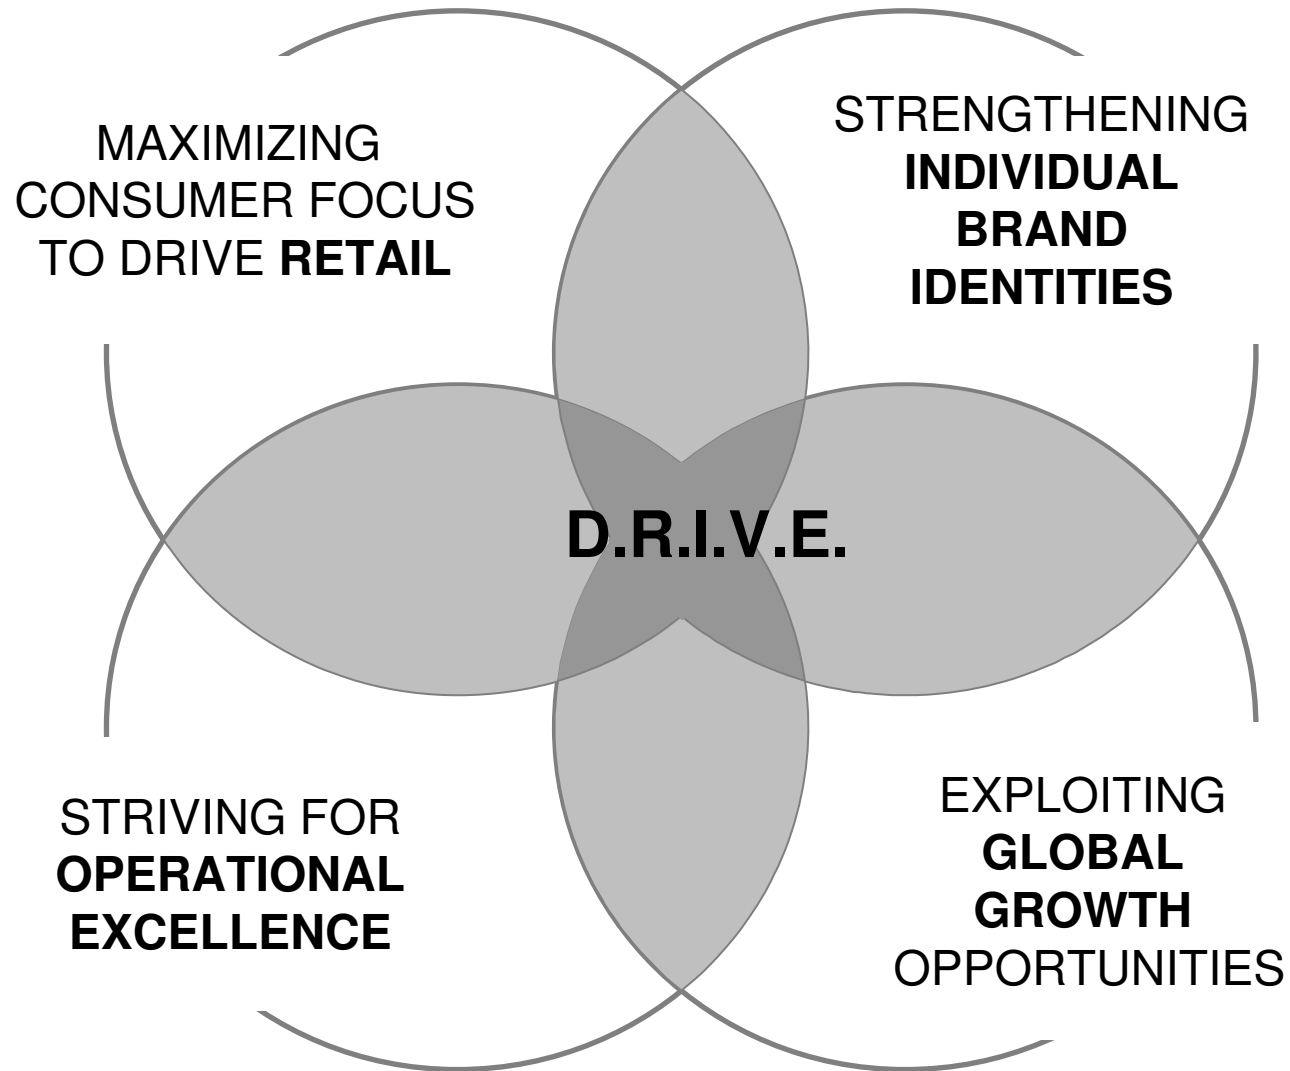 MAXIMIZING
CONSUMER FOCUS
TO DRIVE RETAIL
STRENGTHENING
INDIVIDUAL
BRAND
IDENTITIES
D.R.I.V.E.
STRIVING FOR
OPERATIONAL
EXCELLENCE
EXPLOITING
GLOBAL
GROWTH
OPPORTUNITIES